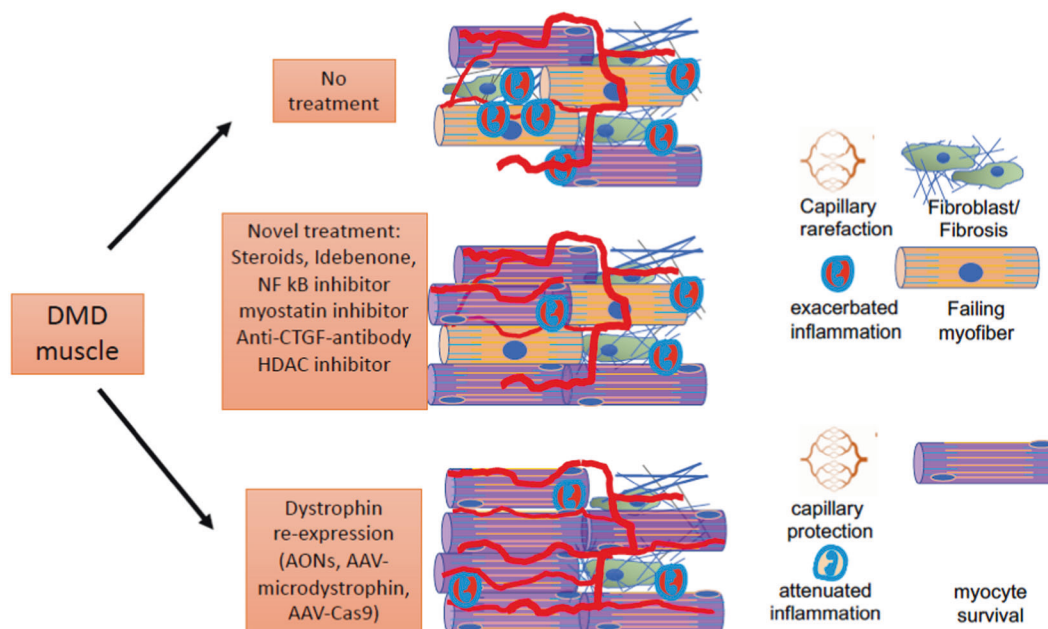 No
treatment
Novel treatment:
Steroids, Idebenone,
NF kB inhibitor
myostatin inhibitor
Anti-CTGF-antibody
HDAC inhibitor
DMD
muscle
Dystrophin
re-expression
(AONs, AAV-
microdystrophin,
AAV-Cas9)
Capillary
rarefaction
Fibroblast/
Fibrosis
exacerbated
inflammation
Failing
myofiber
capillary
protection
attenuated
inflammation
myocyte
survival